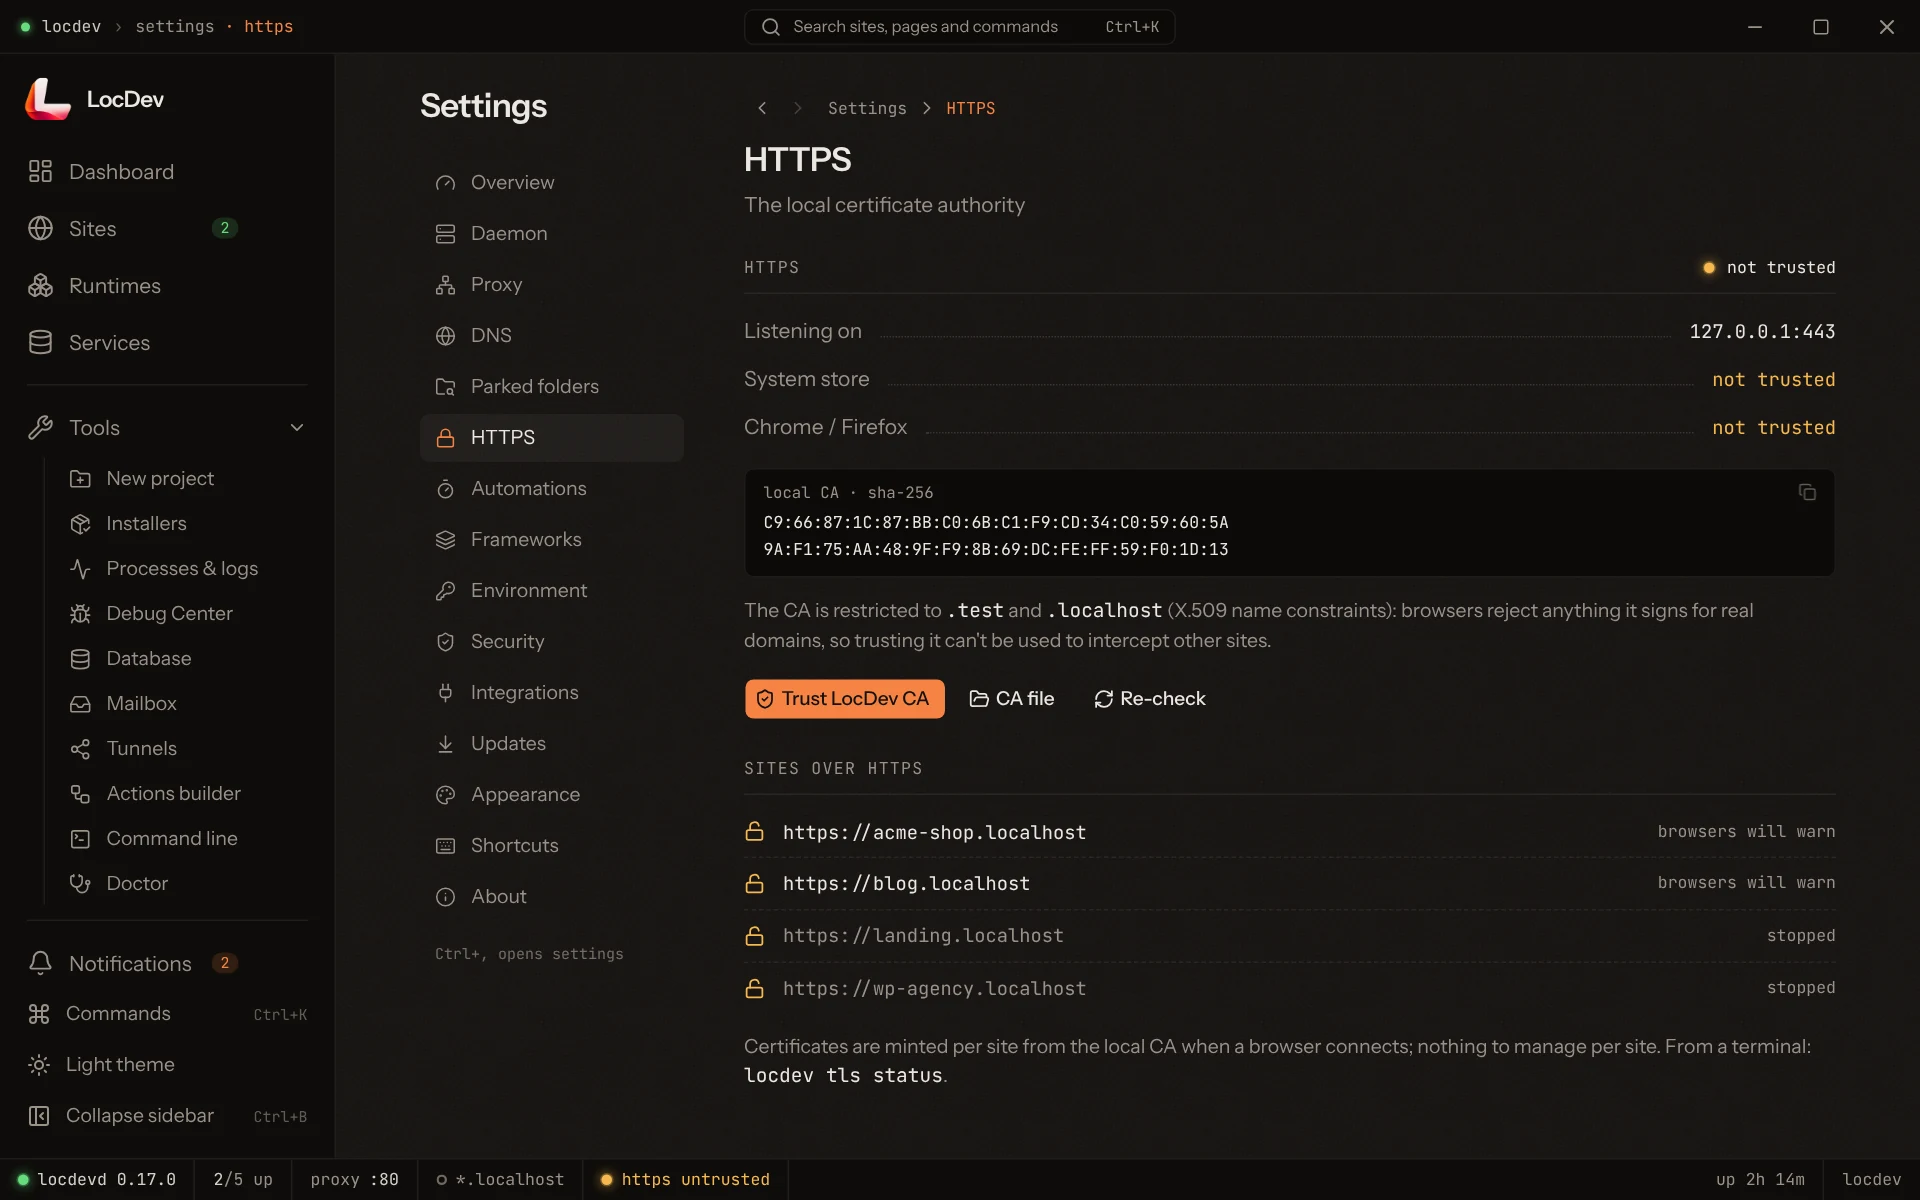 locdev › settings · https
Search sites, pages and commands Ctrl+K
LocDev
Dashboard
Sites 2
Runtimes
Services
Tools
New project
Installers
Processes & logs
Debug Center
Database
Mailbox
Tunnels
Actions builder
Command line
Doctor
Notifications 2
Commands Ctrl+K
Light theme
Collapse sidebar Ctrl+B
Settings
Overview
Daemon
Proxy
DNS
Parked folders
HTTPS
Automations
Frameworks
Environment
Security
Integrations
Updates
Appearance
Shortcuts
About
Ctrl+, opens settings
Settings > HTTPS
HTTPS
The local certificate authority
HTTPS not trusted
Listening on 127.0.0.1:443
System store not trusted
Chrome / Firefox not trusted
local CA · sha-256
C9:66:87:1C:87:BB:C0:6B:C1:F9:CD:34:C0:59:60:5A
9A:F1:75:AA:48:9F:F9:8B:69:DC:FE:FF:59:F0:1D:13
The CA is restricted to .test and .localhost (X.509 name constraints): browsers reject anything it signs for real
domains, so trusting it can't be used to intercept other sites.
Trust LocDev CA CA file Re-check
SITES OVER HTTPS
https://acme-shop.localhost browsers will warn
https://blog.localhost browsers will warn
https://landing.localhost stopped
https://wp-agency.localhost stopped
Certificates are minted per site from the local CA when a browser connects; nothing to manage per site. From a terminal:
locdev tls status.
locdevd 0.17.0 2/5 up proxy :80 *.localhost https untrusted up 2h 14m locdev